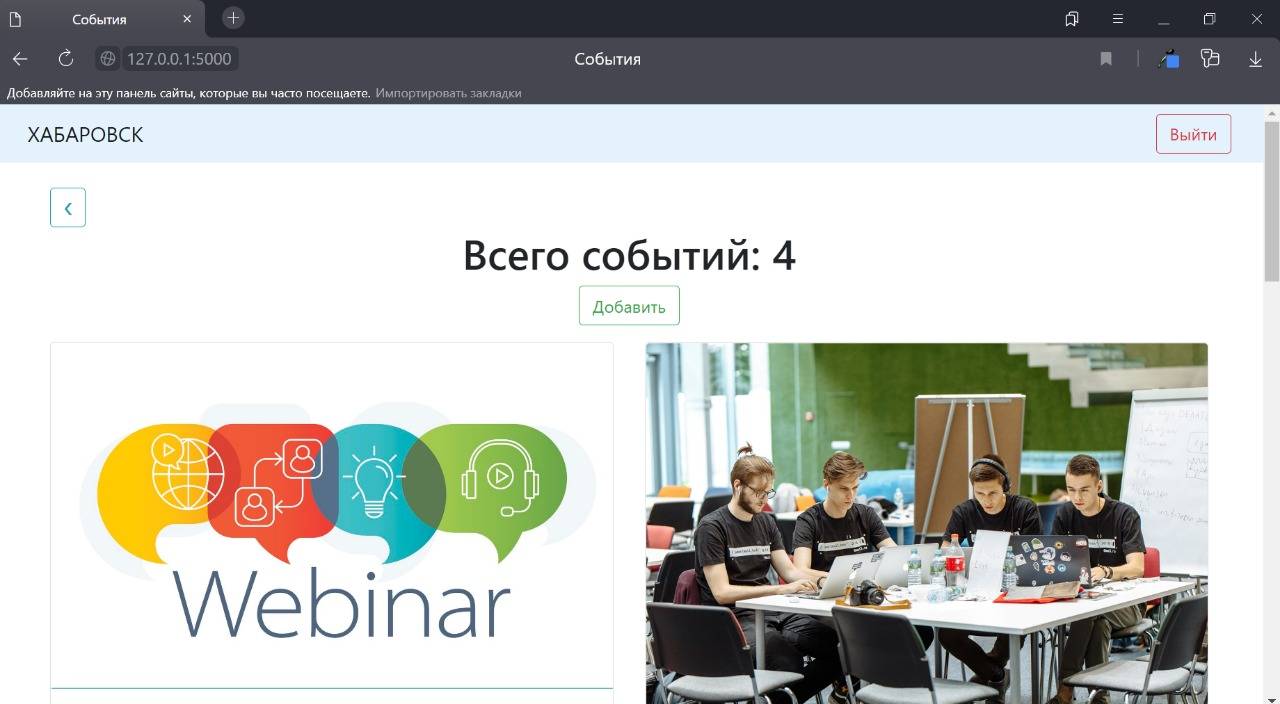 События
127.0.0.1:5000
События
Добавляйте на эту панель сайты, которые вы часто посещаете. Импортировать закладки
ХАБАРОВСК
Выйти
Всего событий: 4
Добавить
Webinar